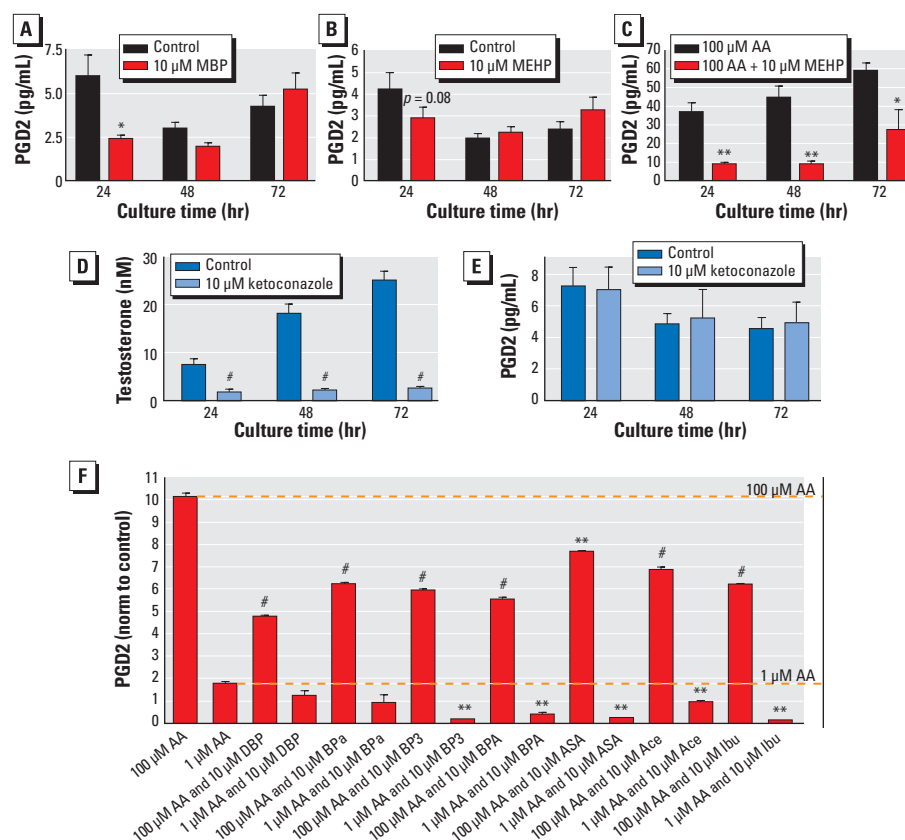 A
PGD2 (pg/mL)
7.5
5.0
2.5
0
Control
10 µM MBP
*
24
48
72
Culture time (hr)
B
PGD2 (pg/mL)
6
5
4
3
2
1
0
Control
10 µM MEHP
p = 0.08
24
48
72
Culture time (hr)
C
PGD2 (pg/mL)
70
60
50
40
30
20
10
0
100 µM AA
100 AA + 10 µM MEHP
**
**
*
24
48
72
Culture time (hr)
D
Testosterone (nM)
30
20
10
0
Control
10 µM ketoconazole
#
#
#
24
48
72
Culture time (hr)
E
PGD2 (pg/mL)
8
6
4
2
0
Control
10 µM ketoconazole
24
48
72
Culture time (hr)
F
PGD2 (norm to control)
11
10
9
8
7
6
5
4
3
2
1
0
100 µM AA
1 µM AA
#
#
#
**
#
**
**
**
#
**
#
**
100 µM AA
1 µM AA
100 µM AA and 10 µM DBP
1 µM AA and 10 µM DBP
100 µM AA and 10 µM BPa
1 µM AA and 10 µM BPa
100 µM AA and 10 µM BP3
1 µM AA and 10 µM BP3
100 µM AA and 10 µM BPA
1 µM AA and 10 µM BPA
100 µM AA and 10 µM ASA
1 µM AA and 10 µM ASA
100 µM AA and 10 µM Ace
1 µM AA and 10 µM Ace
100 µM AA and 10 µM Ibu
1 µM AA and 10 µM Ibu